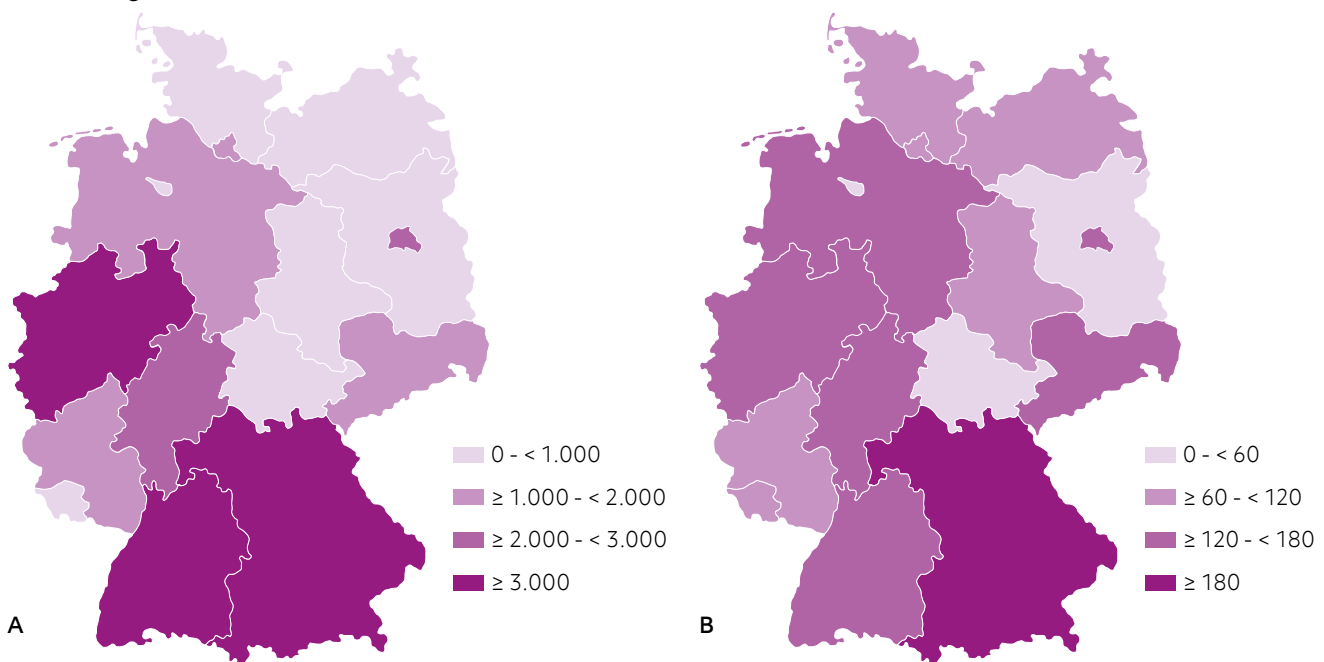 0 - < 1.000
≥ 1.000 - < 2.000
≥ 2.000 - < 3.000
≥ 3.000
A
0 - < 60
≥ 60 - < 120
≥ 120 - < 180
≥ 180
B